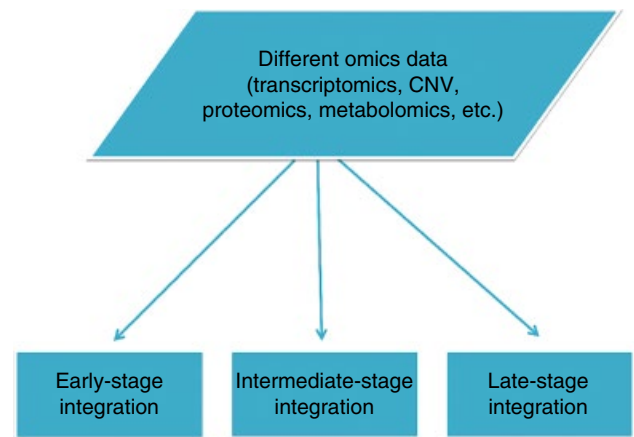 Different omics data
(transcriptomics, CNV,
proteomics, metabolomics, etc.)
Early-stage
integration
Intermediate-stage
integration
Late-stage
integration